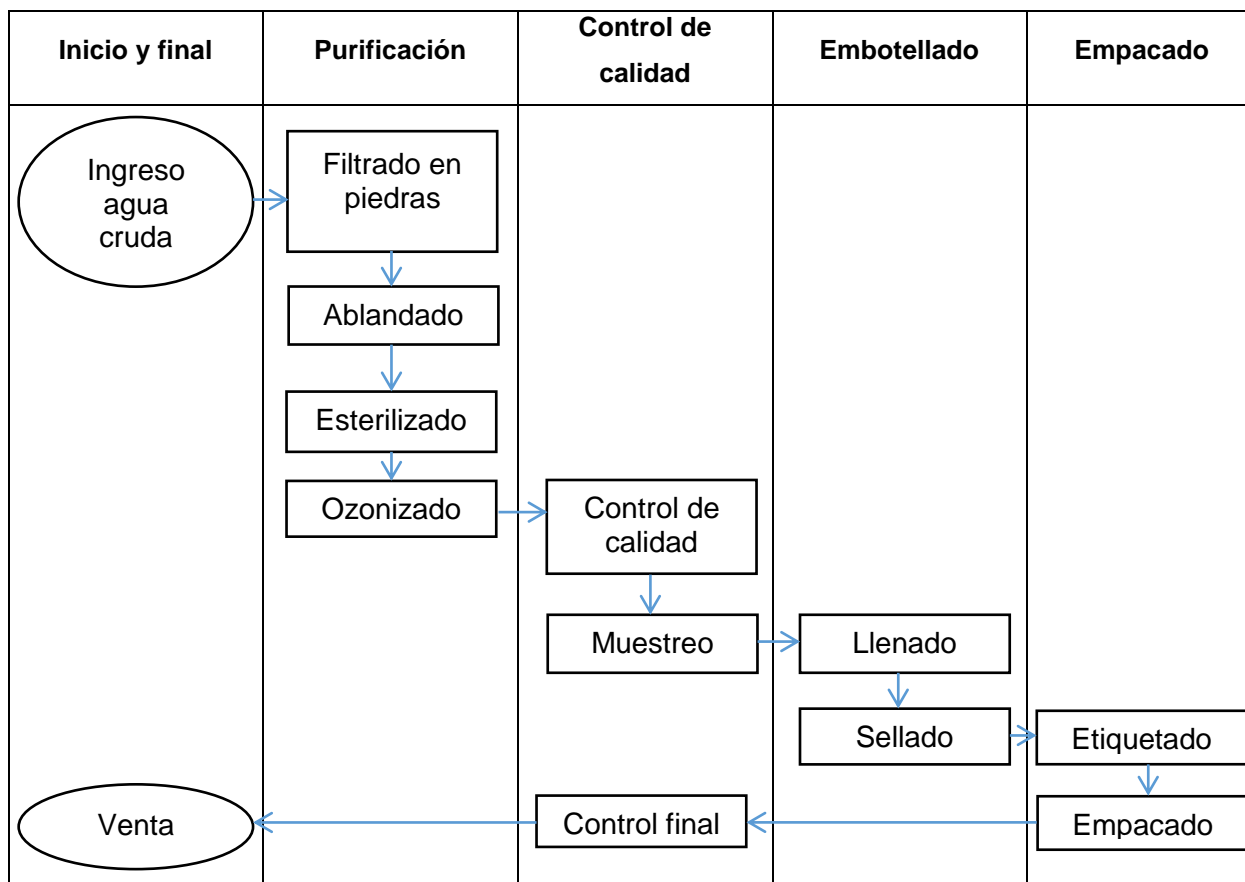 Inicio y final
Purificación
Control de
calidad
Embotellado
Empacado
Ingreso
agua
cruda
Filtrado en
piedras
Ablandado
Esterilizado
Ozonizado
Control de
calidad
Muestreo
Llenado
Sellado
Etiquetado
Empacado
Control final
Venta